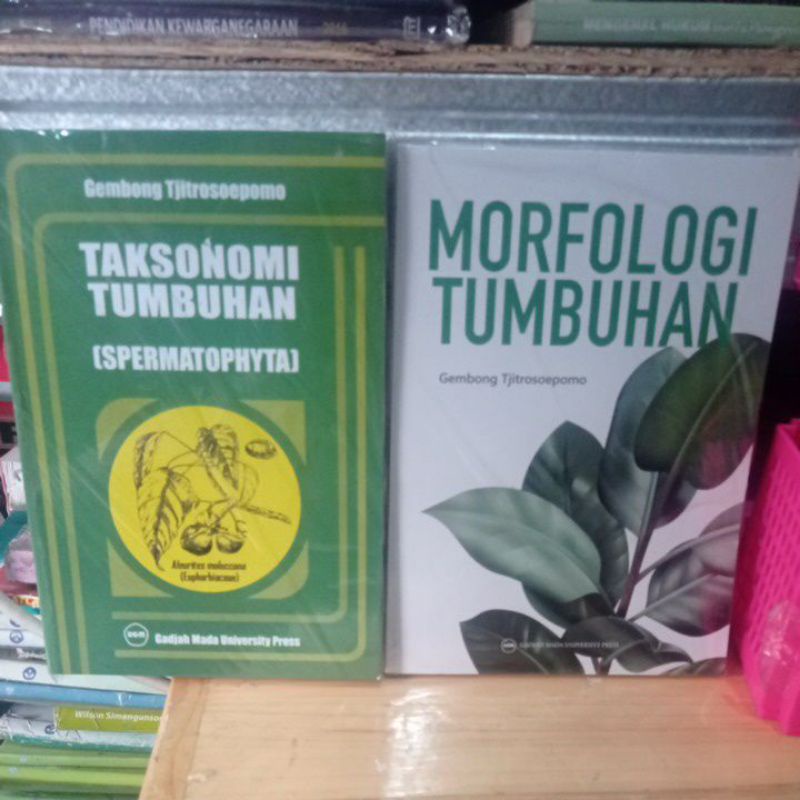 PENDIDIKAN KEWARGANEGARAAN
MENGENAL HUKUM
Gembong Tjitrosoepomo
TAKSONOMI
TUMBUHAN
(SPERMATOPHYTA)
Aleurites moluccana
(Euphorbiaceae)
UGM
Gadjah Mada University Press
MORFOLOGI
TUMBUHAN
Gembong Tjitrosoepomo
GADJAH MADA UNIVERSITY PRESS
Wilson Simangunsong